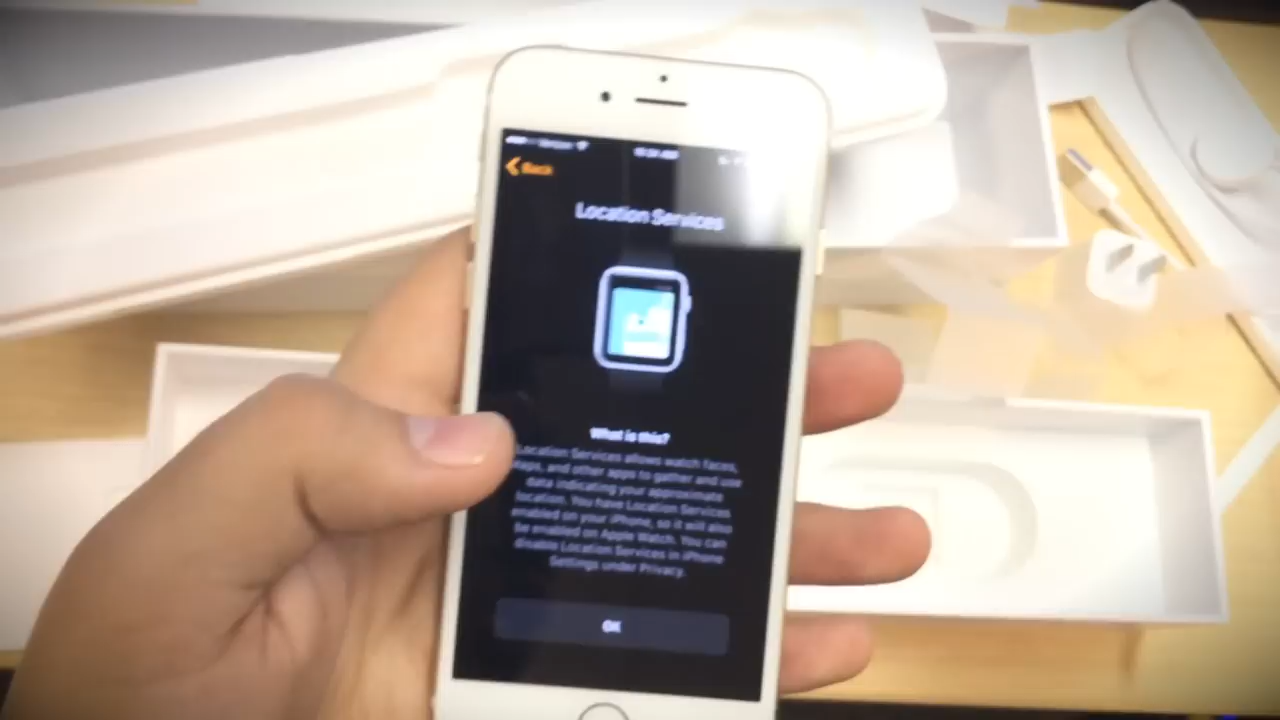 Verizon
Back
Location Services
What is this?
Location Services allows watch faces,
maps, and other apps to gather and use
data indicating your approximate
location. You have Location Services
enabled on your iPhone, so it will also
be enabled on Apple Watch. You can
disable Location Services in iPhone
Settings under Privacy.
OK